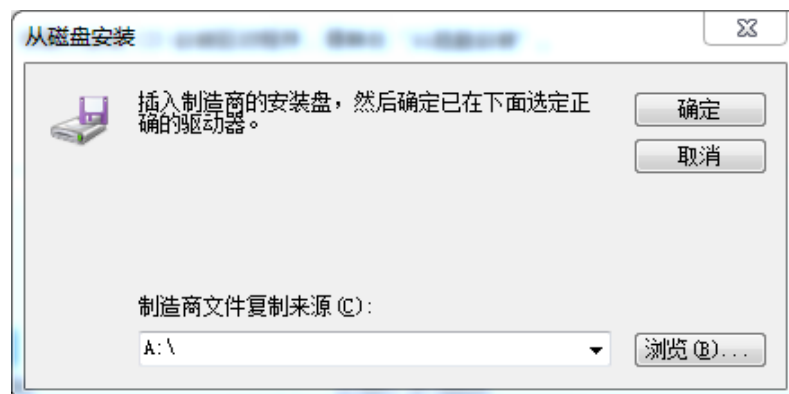 从磁盘安装
插入制造商的安装盘，然后确定已在下面选定正
确的驱动器。
确定
取消
制造商文件复制来源(C):
A:\
浏览(B)...